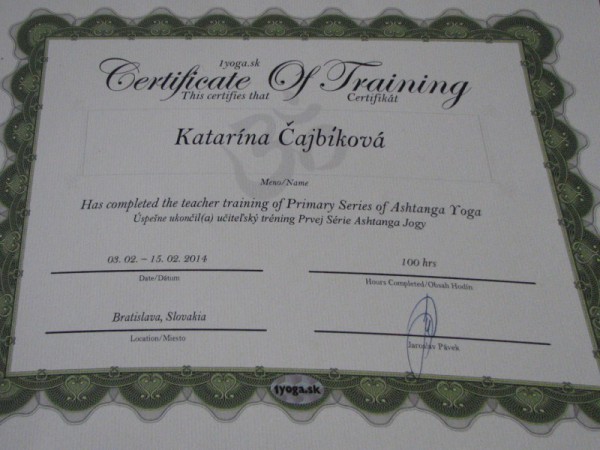 1yoga.sk
Certificate Of Training
This certifies that Certifikát
Katarína Čajbíková
Meno/Name
Has completed the teacher training of Primary Series of Ashtanga Yoga
Úspešne ukončil(a) učiteľský tréning Prvej Série Ashtanga Jogy
03. 02. – 15. 02. 2014 100 hrs
Date/Dátum Hours Completed/Obsah Hodín
Bratislava, Slovakia
Location/Miesto Jaroslav Pávek
1yoga.sk